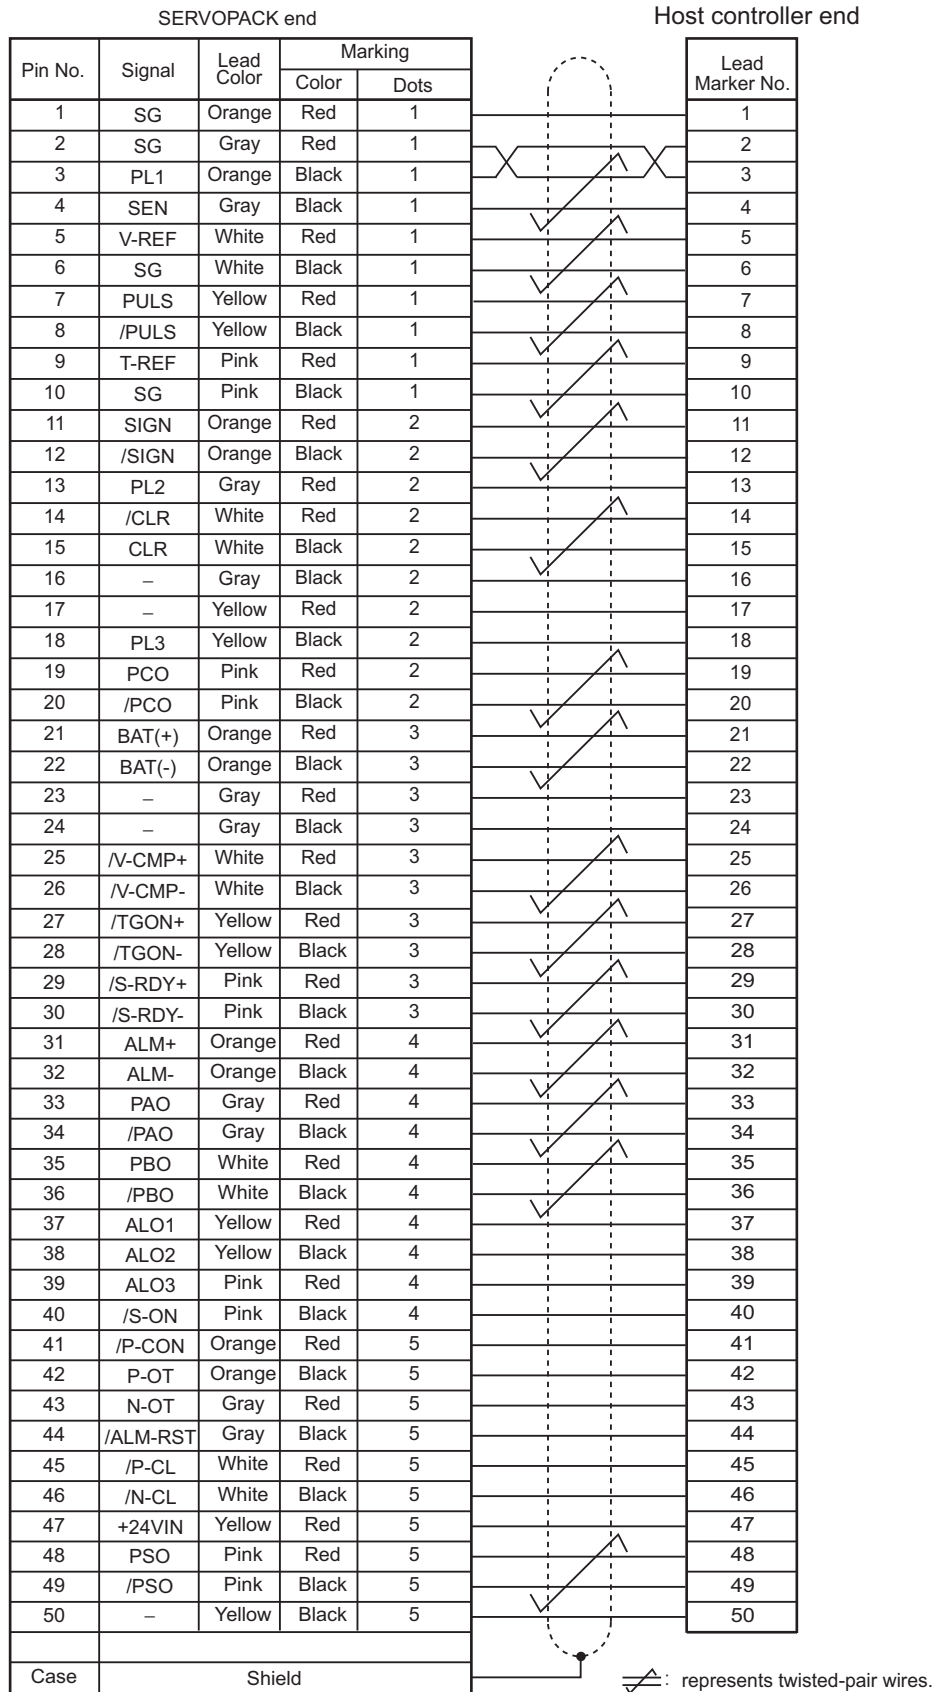 SERVOPACK end Host controller end
Pin No. Signal Lead Color Marking Lead Marker No.
Color Dots
1 SG Orange Red 1 1
2 SG Gray Red 1 2
3 PL1 Orange Black 1 3
4 SEN Gray Black 1 4
5 V-REF White Red 1 5
6 SG White Black 1 6
7 PULS Yellow Red 1 7
8 /PULS Yellow Black 1 8
9 T-REF Pink Red 1 9
10 SG Pink Black 1 10
11 SIGN Orange Red 2 11
12 /SIGN Orange Black 2 12
13 PL2 Gray Red 2 13
14 /CLR White Red 2 14
15 CLR White Black 2 15
16 – Gray Black 2 16
17 – Yellow Red 2 17
18 PL3 Yellow Black 2 18
19 PCO Pink Red 2 19
20 /PCO Pink Black 2 20
21 BAT(+) Orange Red 3 21
22 BAT(-) Orange Black 3 22
23 – Gray Red 3 23
24 – Gray Black 3 24
25 /V-CMP+ White Red 3 25
26 /V-CMP- White Black 3 26
27 /TGON+ Yellow Red 3 27
28 /TGON- Yellow Black 3 28
29 /S-RDY+ Pink Red 3 29
30 /S-RDY- Pink Black 3 30
31 ALM+ Orange Red 4 31
32 ALM- Orange Black 4 32
33 PAO Gray Red 4 33
34 /PAO Gray Black 4 34
35 PBO White Red 4 35
36 /PBO White Black 4 36
37 ALO1 Yellow Red 4 37
38 ALO2 Yellow Black 4 38
39 ALO3 Pink Red 4 39
40 /S-ON Pink Black 4 40
41 /P-CON Orange Red 5 41
42 P-OT Orange Black 5 42
43 N-OT Gray Red 5 43
44 /ALM-RST Gray Black 5 44
45 /P-CL White Red 5 45
46 /N-CL White Black 5 46
47 +24VIN Yellow Red 5 47
48 PSO Pink Red 5 48
49 /PSO Pink Black 5 49
50 – Yellow Black 5 50
Case Shield
: represents twisted-pair wires.